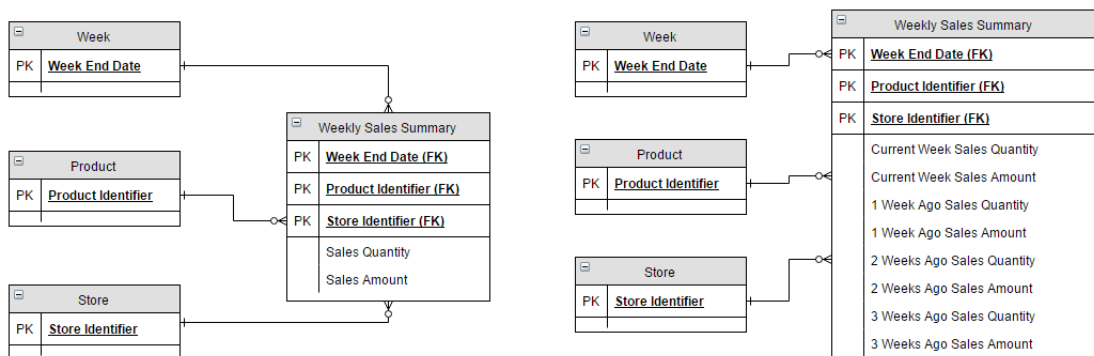 Week
PK Week End Date
Product
PK Product Identifier
Store
PK Store Identifier
Weekly Sales Summary
PK Week End Date (FK)
PK Product Identifier (FK)
PK Store Identifier (FK)
Sales Quantity
Sales Amount
Week
PK Week End Date
Product
PK Product Identifier
Store
PK Store Identifier
Weekly Sales Summary
PK Week End Date (FK)
PK Product Identifier (FK)
PK Store Identifier (FK)
Current Week Sales Quantity
Current Week Sales Amount
1 Week Ago Sales Quantity
1 Week Ago Sales Amount
2 Weeks Ago Sales Quantity
2 Weeks Ago Sales Amount
3 Weeks Ago Sales Quantity
3 Weeks Ago Sales Amount